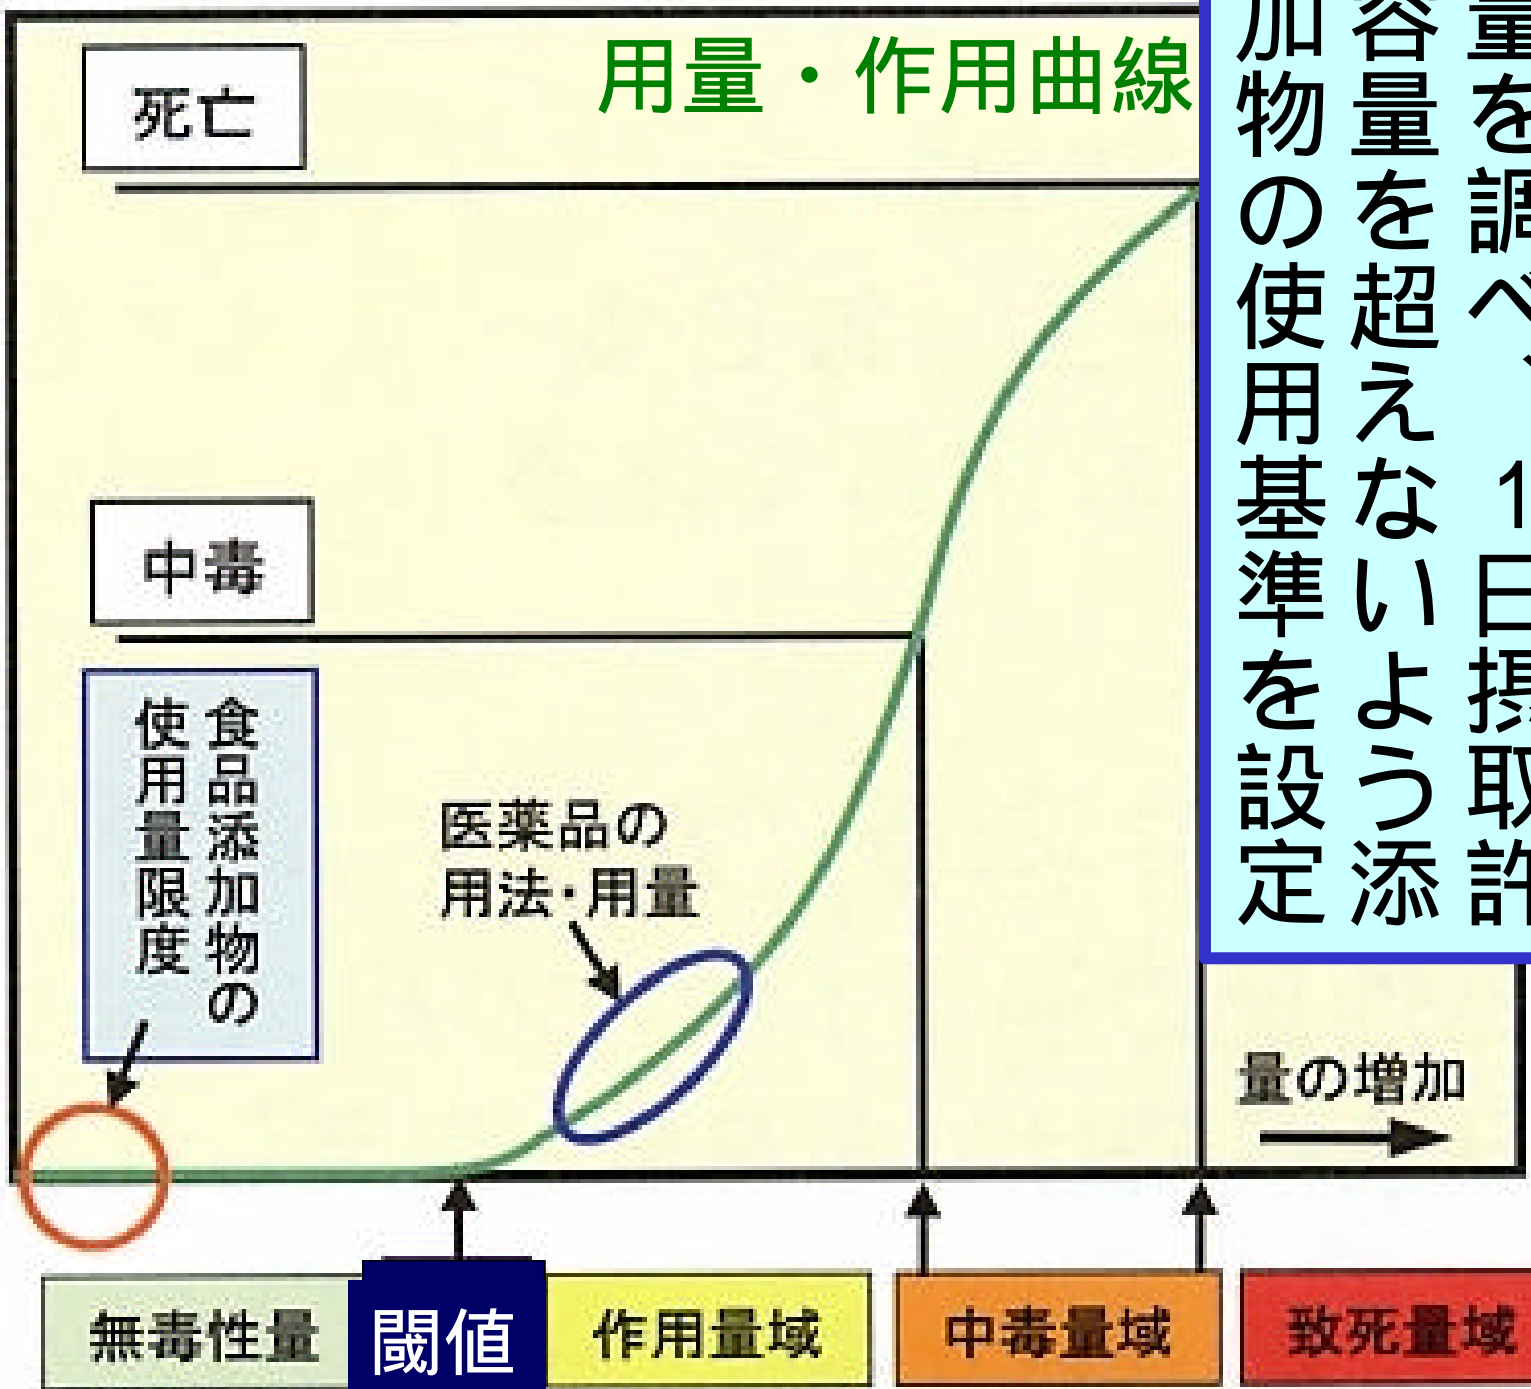 用量・作用曲線
死亡
中毒
食品添加物の
使用量限度
医薬品の
用法・用量
量を調べ、1日摂取許
容量を超えないよう添
加物の使用基準を設定
量の増加
無毒性量
閾値
作用量域
中毒量域
致死量域